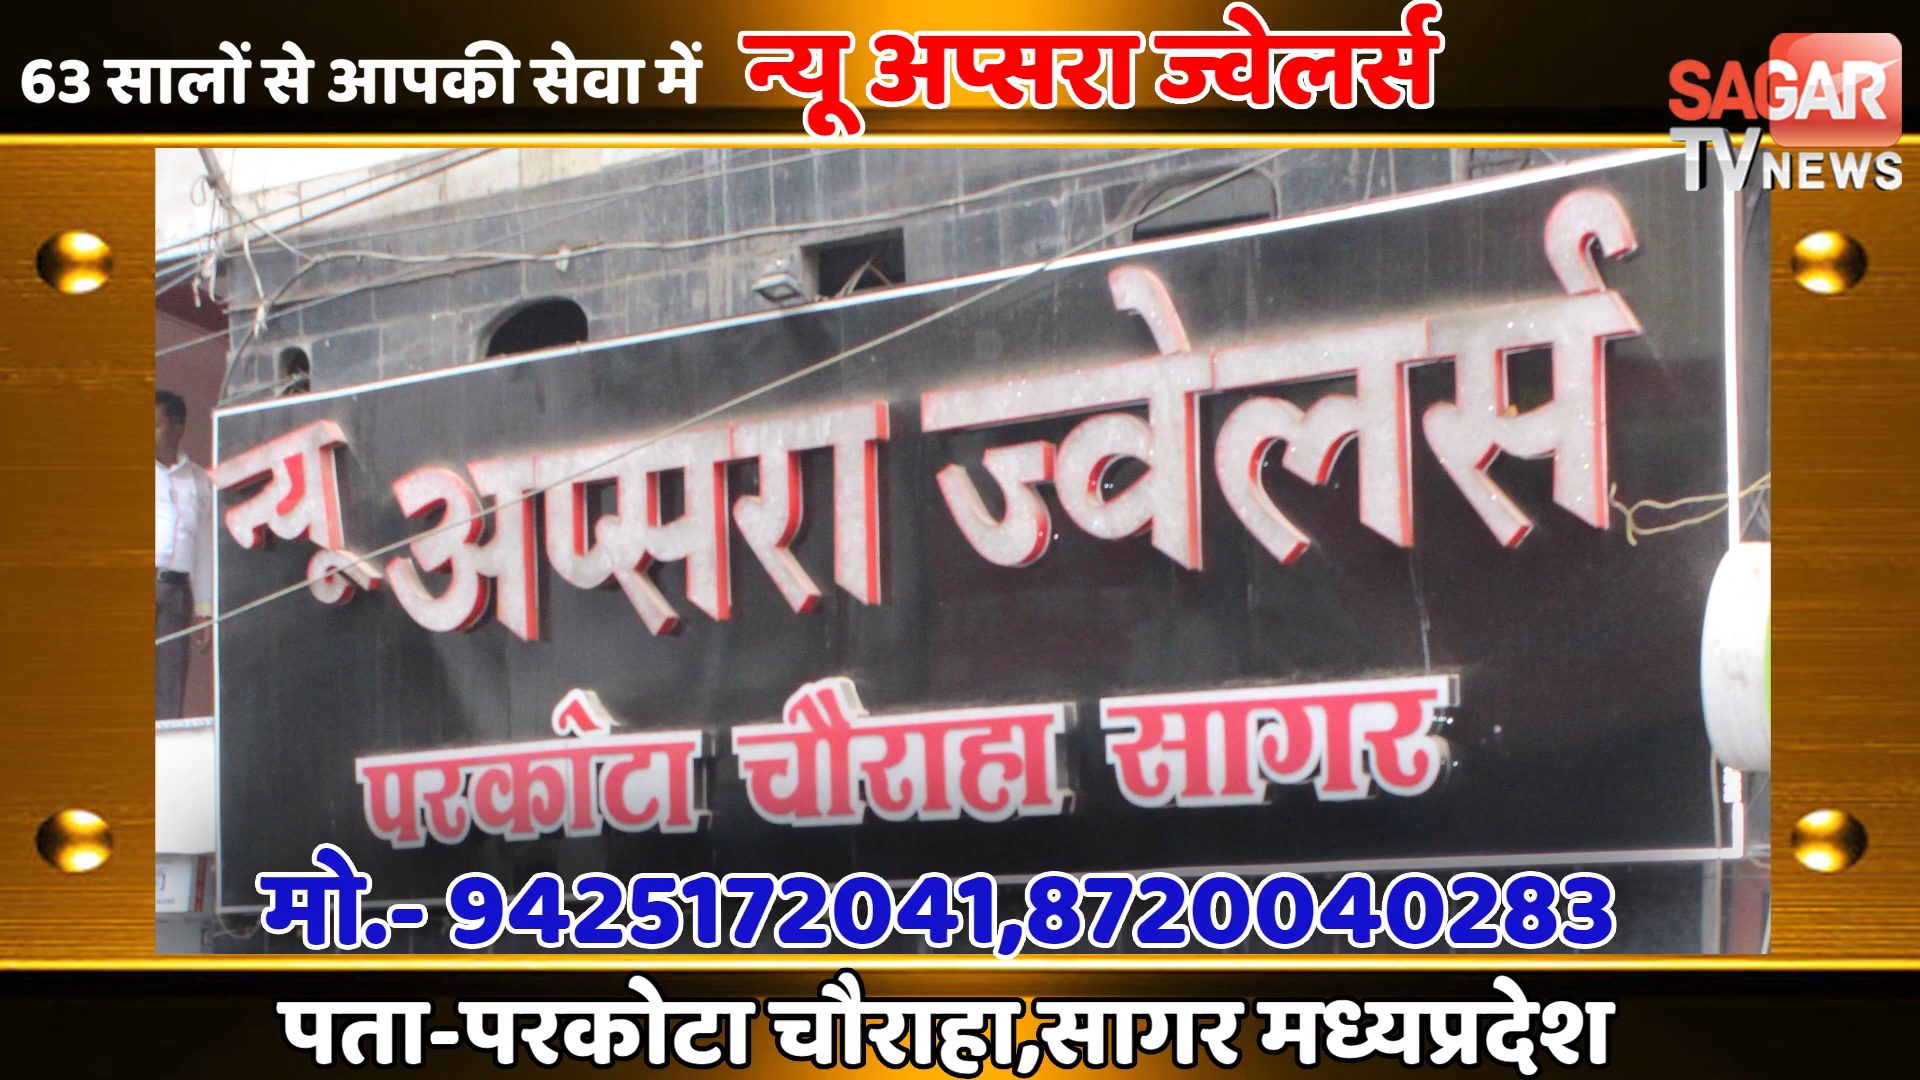 63 सालों से आपकी सेवा में न्यू अप्सरा ज्वेलर्स
SAGAR
TV NEWS
न्यू अप्सरा ज्वेलर्स
परकोटा चौराहा सागर
मो.- 9425172041,8720040283
पता-परकोटा चौराहा,सागर मध्यप्रदेश